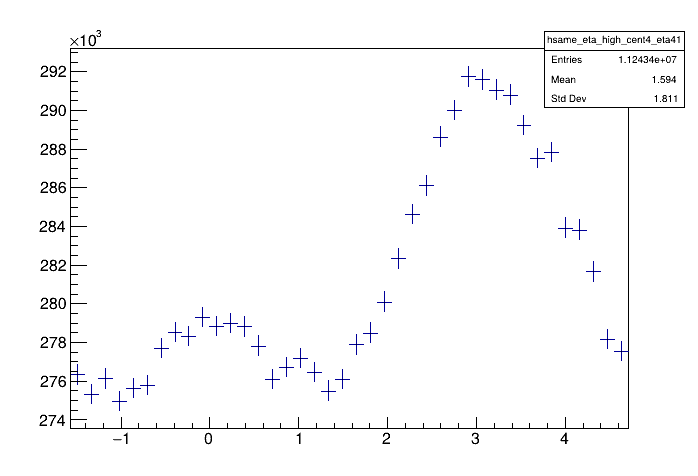 ×10³
hsame_eta_high_cent4_eta41
Entries 1.12434e+07
Mean 1.594
Std Dev 1.811
292
290
288
286
284
282
280
278
276
274
−1 0 1 2 3 4